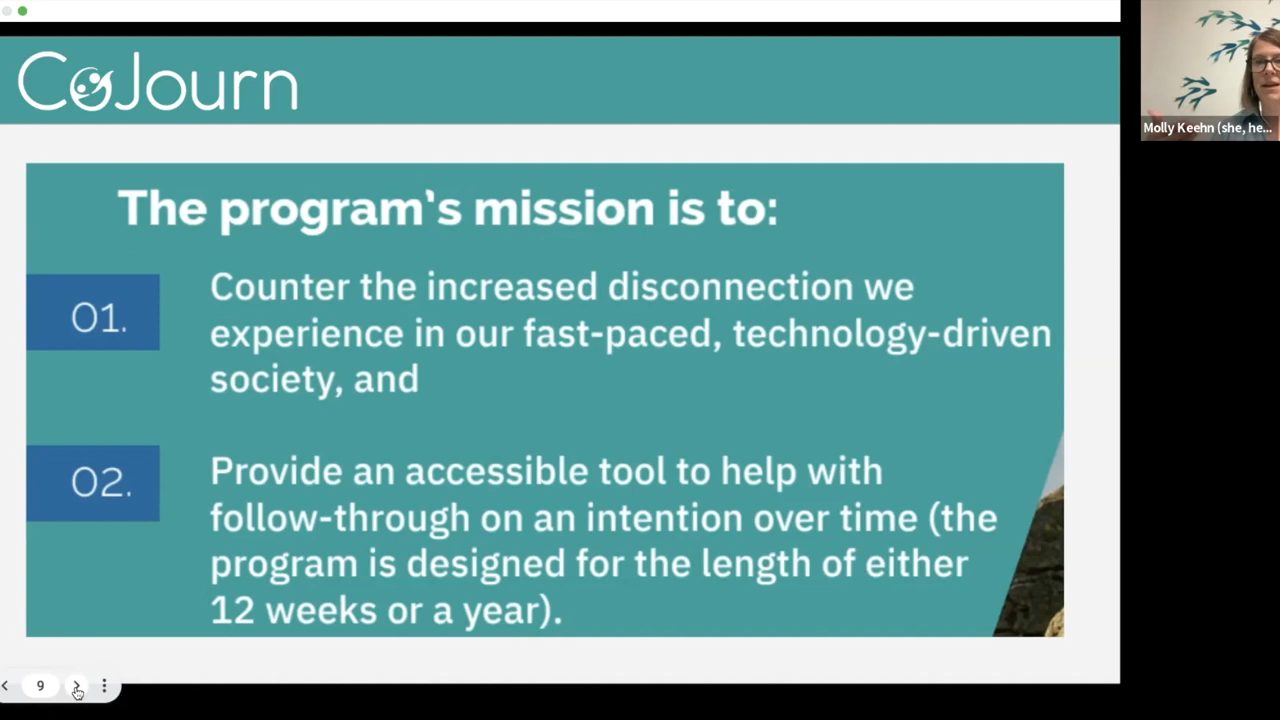 CoJourn
Molly Keehn (she, he...
The program's mission is to:
01.
Counter the increased disconnection we
experience in our fast-paced, technology-driven
society, and
02.
Provide an accessible tool to help with
follow-through on an intention over time (the
program is designed for the length of either
12 weeks or a year).
9